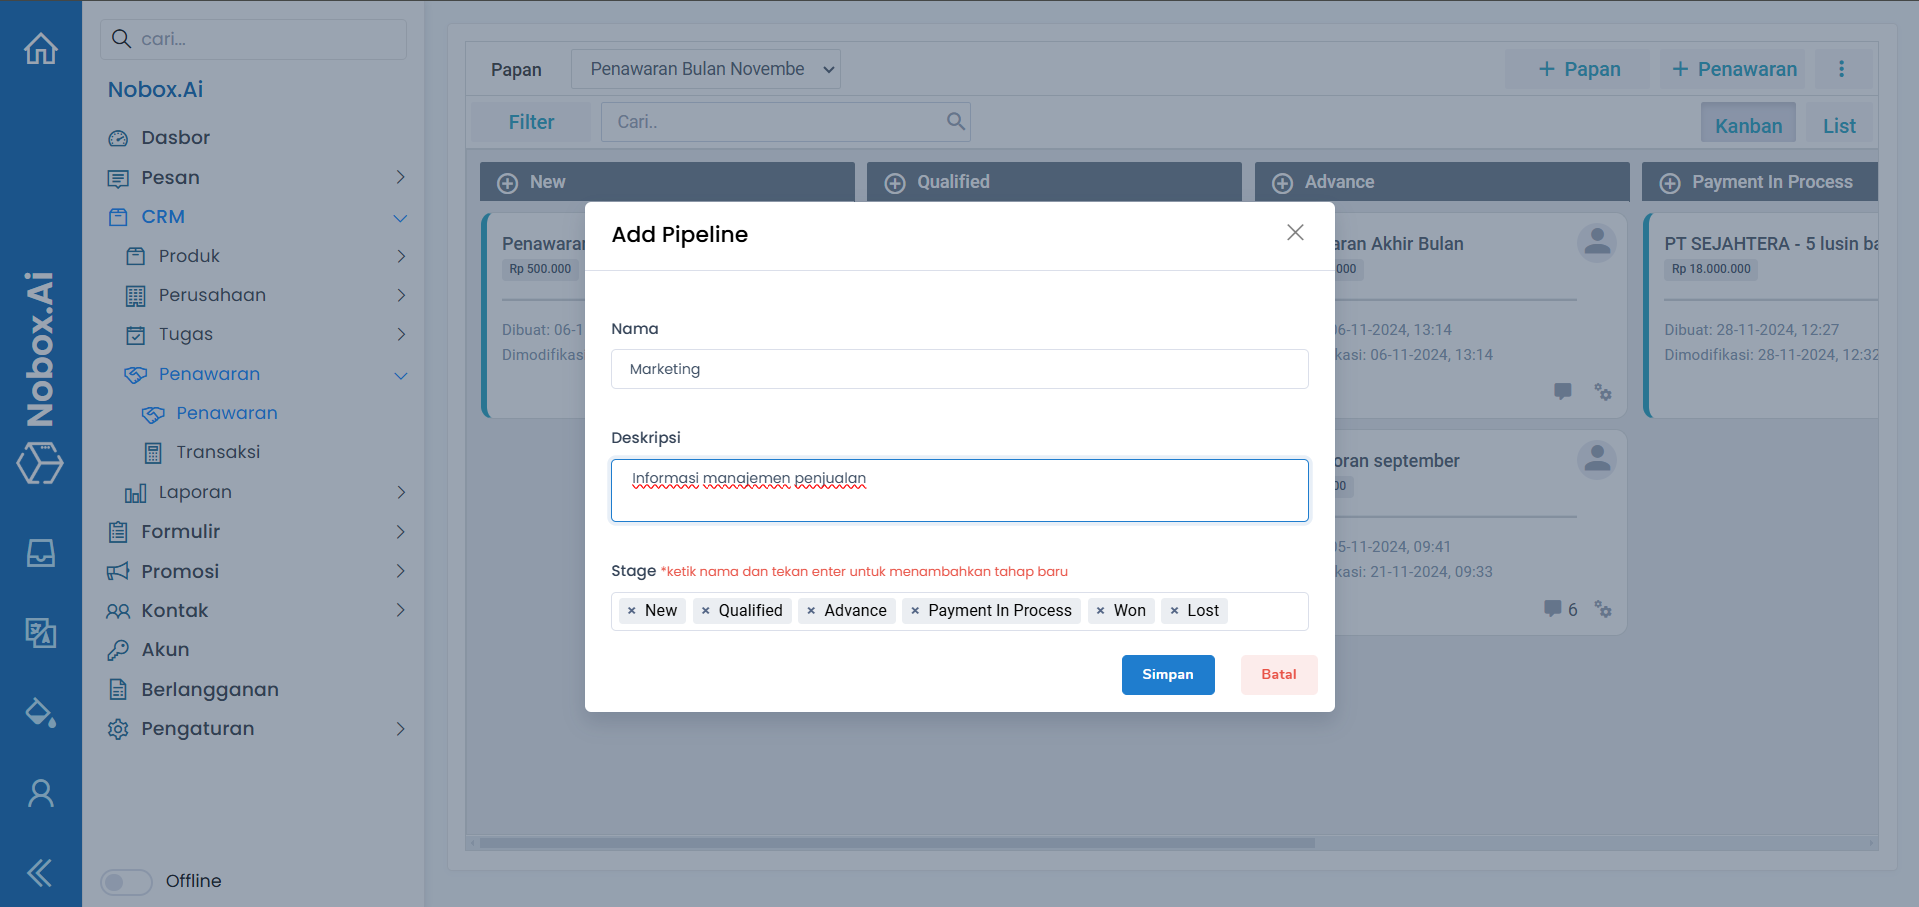 cari...
Nobox.Ai
Dasbor
Pesan
CRM
Produk
Perusahaan
Tugas
Penawaran
Penawaran
Transaksi
Laporan
Formulir
Promosi
Kontak
Akun
Berlangganan
Pengaturan
Offline
Nobox.Ai
Papan
Penawaran Bulan Novembe
+ Papan
+ Penawaran
Filter
Cari..
Kanban
List
New
Qualified
Advance
Payment In Process
Penawaran
Rp 500.000
Dibuat: 06-1
Dimodifikas
aran Akhir Bulan
000
06-11-2024, 13:14
kasi: 06-11-2024, 13:14
oran september
00
05-11-2024, 09:41
kasi: 21-11-2024, 09:33
6
PT SEJAHTERA - 5 lusin ba
Rp 18.000.000
Dibuat: 28-11-2024, 12:27
Dimodifikasi: 28-11-2024, 12:32
Add Pipeline
Nama
Marketing
Deskripsi
Informasi manajemen penjualan
Stage *ketik nama dan tekan enter untuk menambahkan tahap baru
× New × Qualified × Advance × Payment In Process × Won × Lost
Simpan
Batal